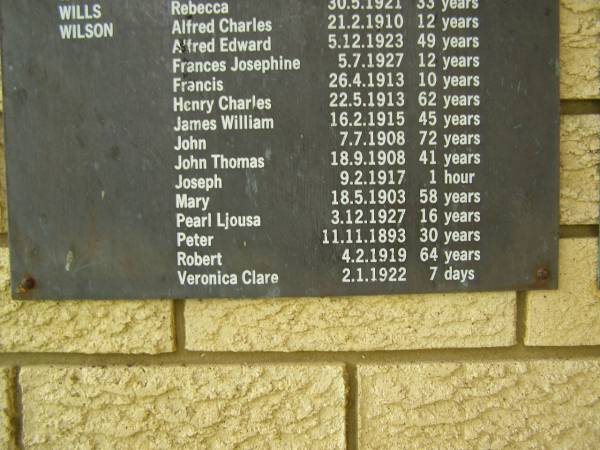 WILLS Rebecca 30.5.1921 33 years
WILSON Alfred Charles 21.2.1910 12 years
Alfred Edward 5.12.1923 49 years
Frances Josephine 5.7.1927 12 years
Francis 26.4.1913 10 years
Henry Charles 22.5.1913 62 years
James William 16.2.1915 45 years
John 7.7.1908 72 years
John Thomas 18.9.1908 41 years
Joseph 9.2.1917 1 hour
Mary 18.5.1903 58 years
Pearl Ljousa 3.12.1927 16 years
Peter 11.11.1893 30 years
Robert 4.2.1919 64 years
Veronica Clare 2.1.1922 7 days